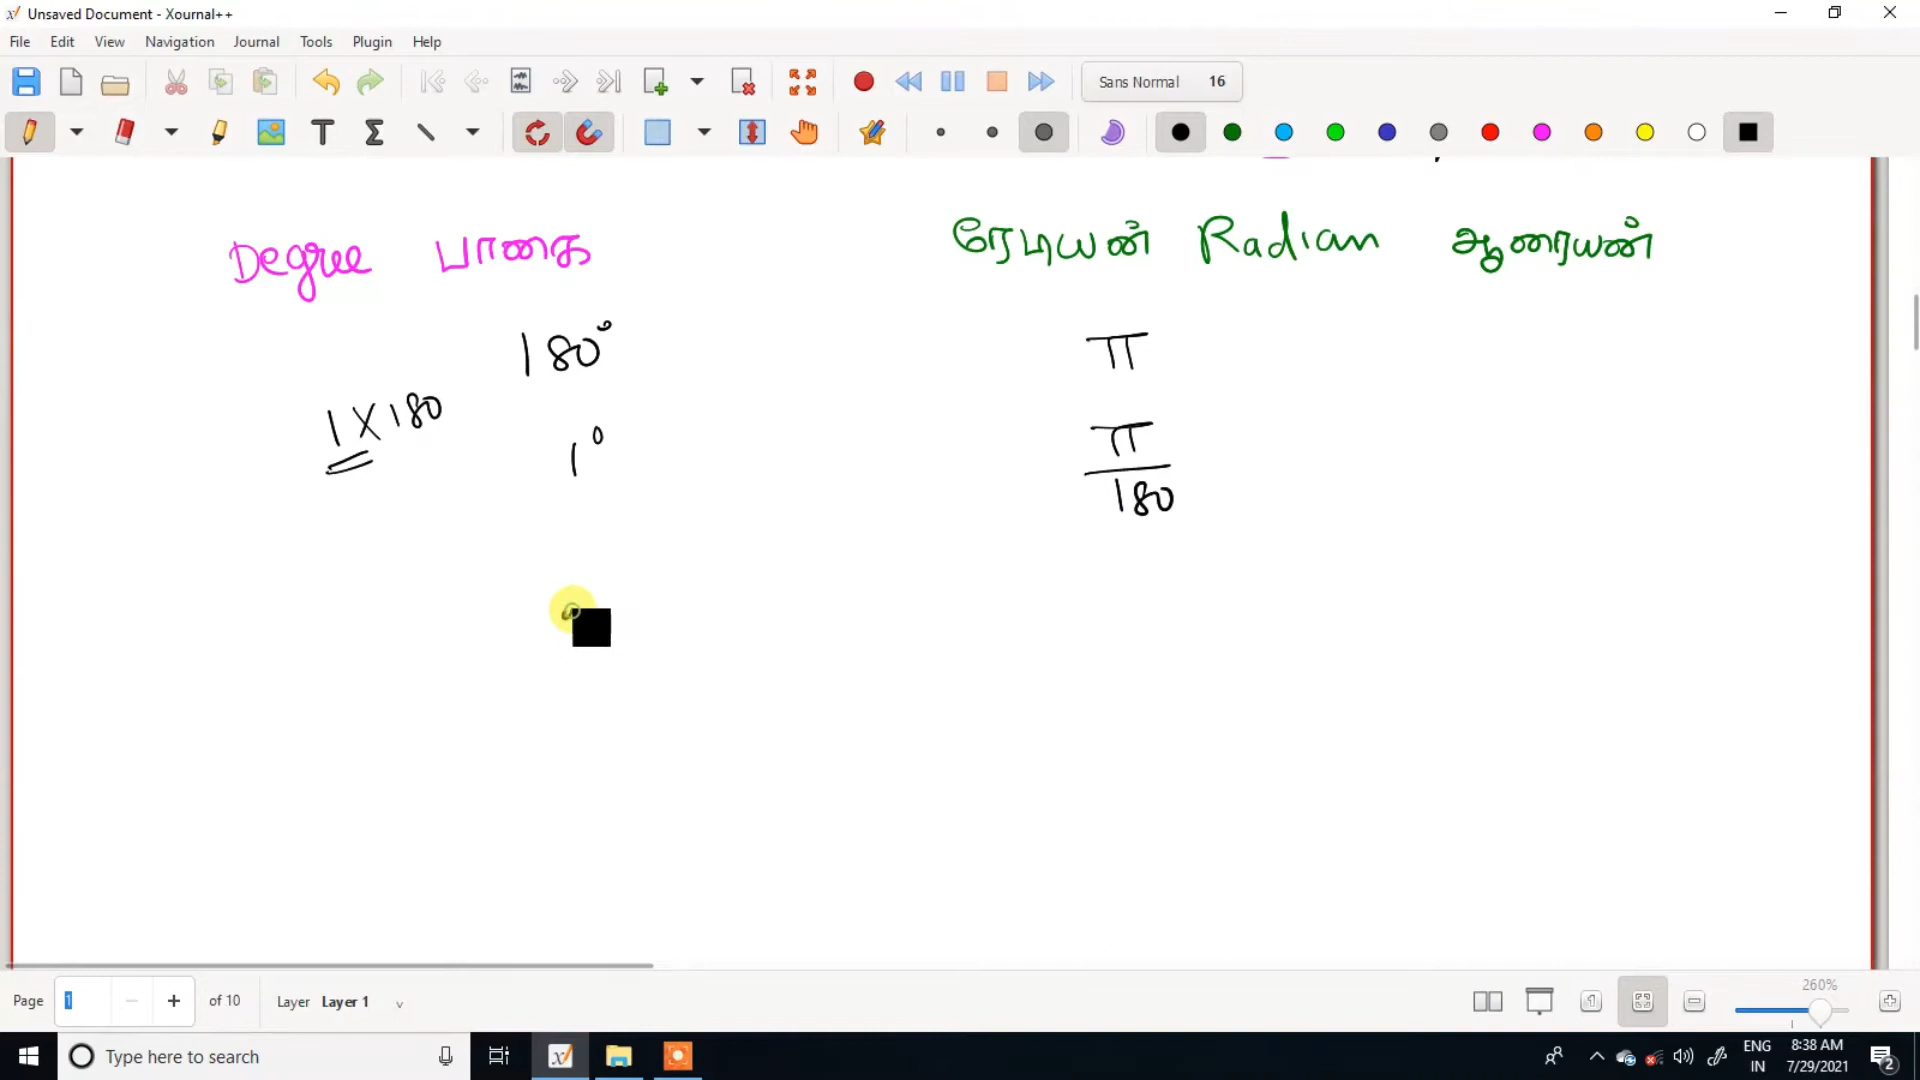 Unsaved Document - Xournal++
File Edit View Navigation Journal Tools Plugin Help
Sans Normal 16
Degree பாகை
ரேடியன் Radian ஆரையன்
180°
π
1 X 180
1°
π
180
Page 1 of 10 Layer Layer 1
260%
Type here to search
ENG
IN
8:38 AM
7/29/2021
2